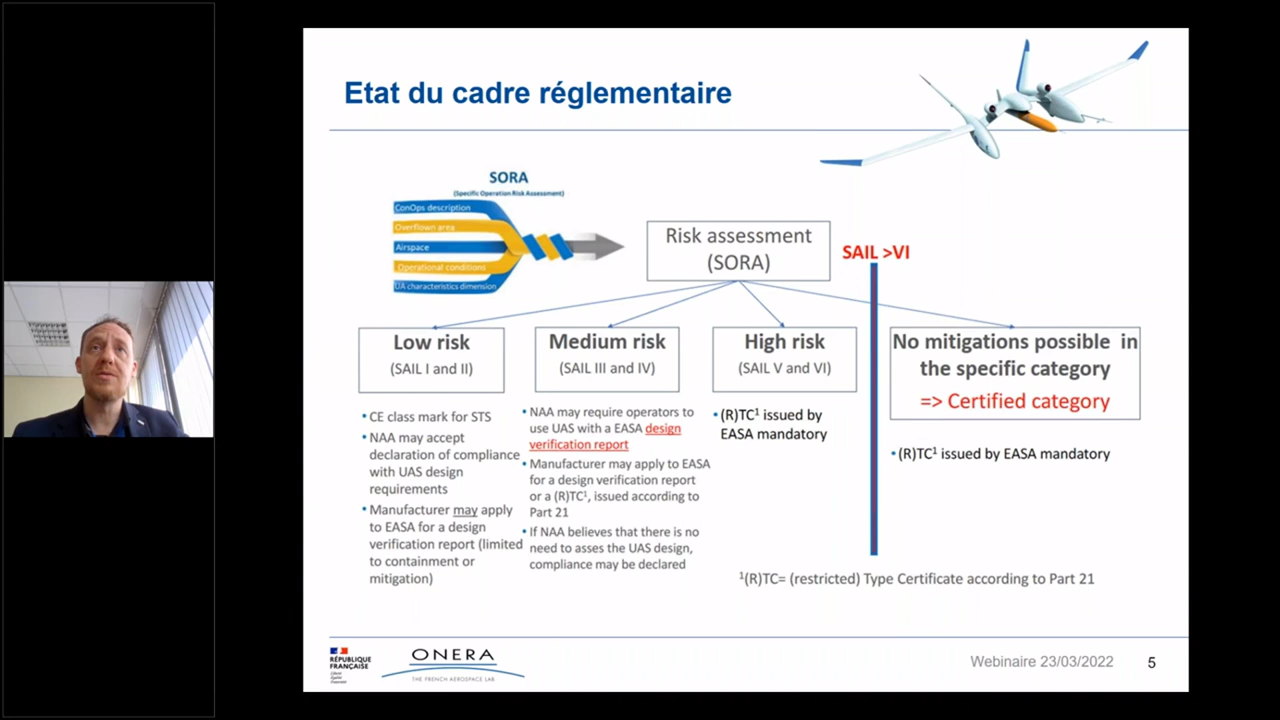 Etat du cadre réglementaire
SORA
(Specific Operation Risk Assessment)
ConOps description
Overflown area
Airspace
Operational conditions
UA characteristics dimension
Risk assessment
(SORA)
SAIL >VI
Low risk
(SAIL I and II)
Medium risk
(SAIL III and IV)
High risk
(SAIL V and VI)
No mitigations possible in
the specific category
=> Certified category
• CE class mark for STS
• NAA may accept
declaration of compliance
with UAS design
requirements
• Manufacturer may apply
to EASA for a design
verification report (limited
to containment or
mitigation)
• NAA may require operators to
use UAS with a EASA design
verification report
• Manufacturer may apply to EASA
for a design verification report
or a (R)TC¹, issued according to
Part 21
• If NAA believes that there is no
need to asses the UAS design,
compliance may be declared
• (R)TC¹ issued by
EASA mandatory
• (R)TC¹ issued by EASA mandatory
¹(R)TC= (restricted) Type Certificate according to Part 21
RÉPUBLIQUE
FRANÇAISE
Liberté
Égalité
Fraternité
ONERA
THE FRENCH AEROSPACE LAB
Webinaire 23/03/2022
5